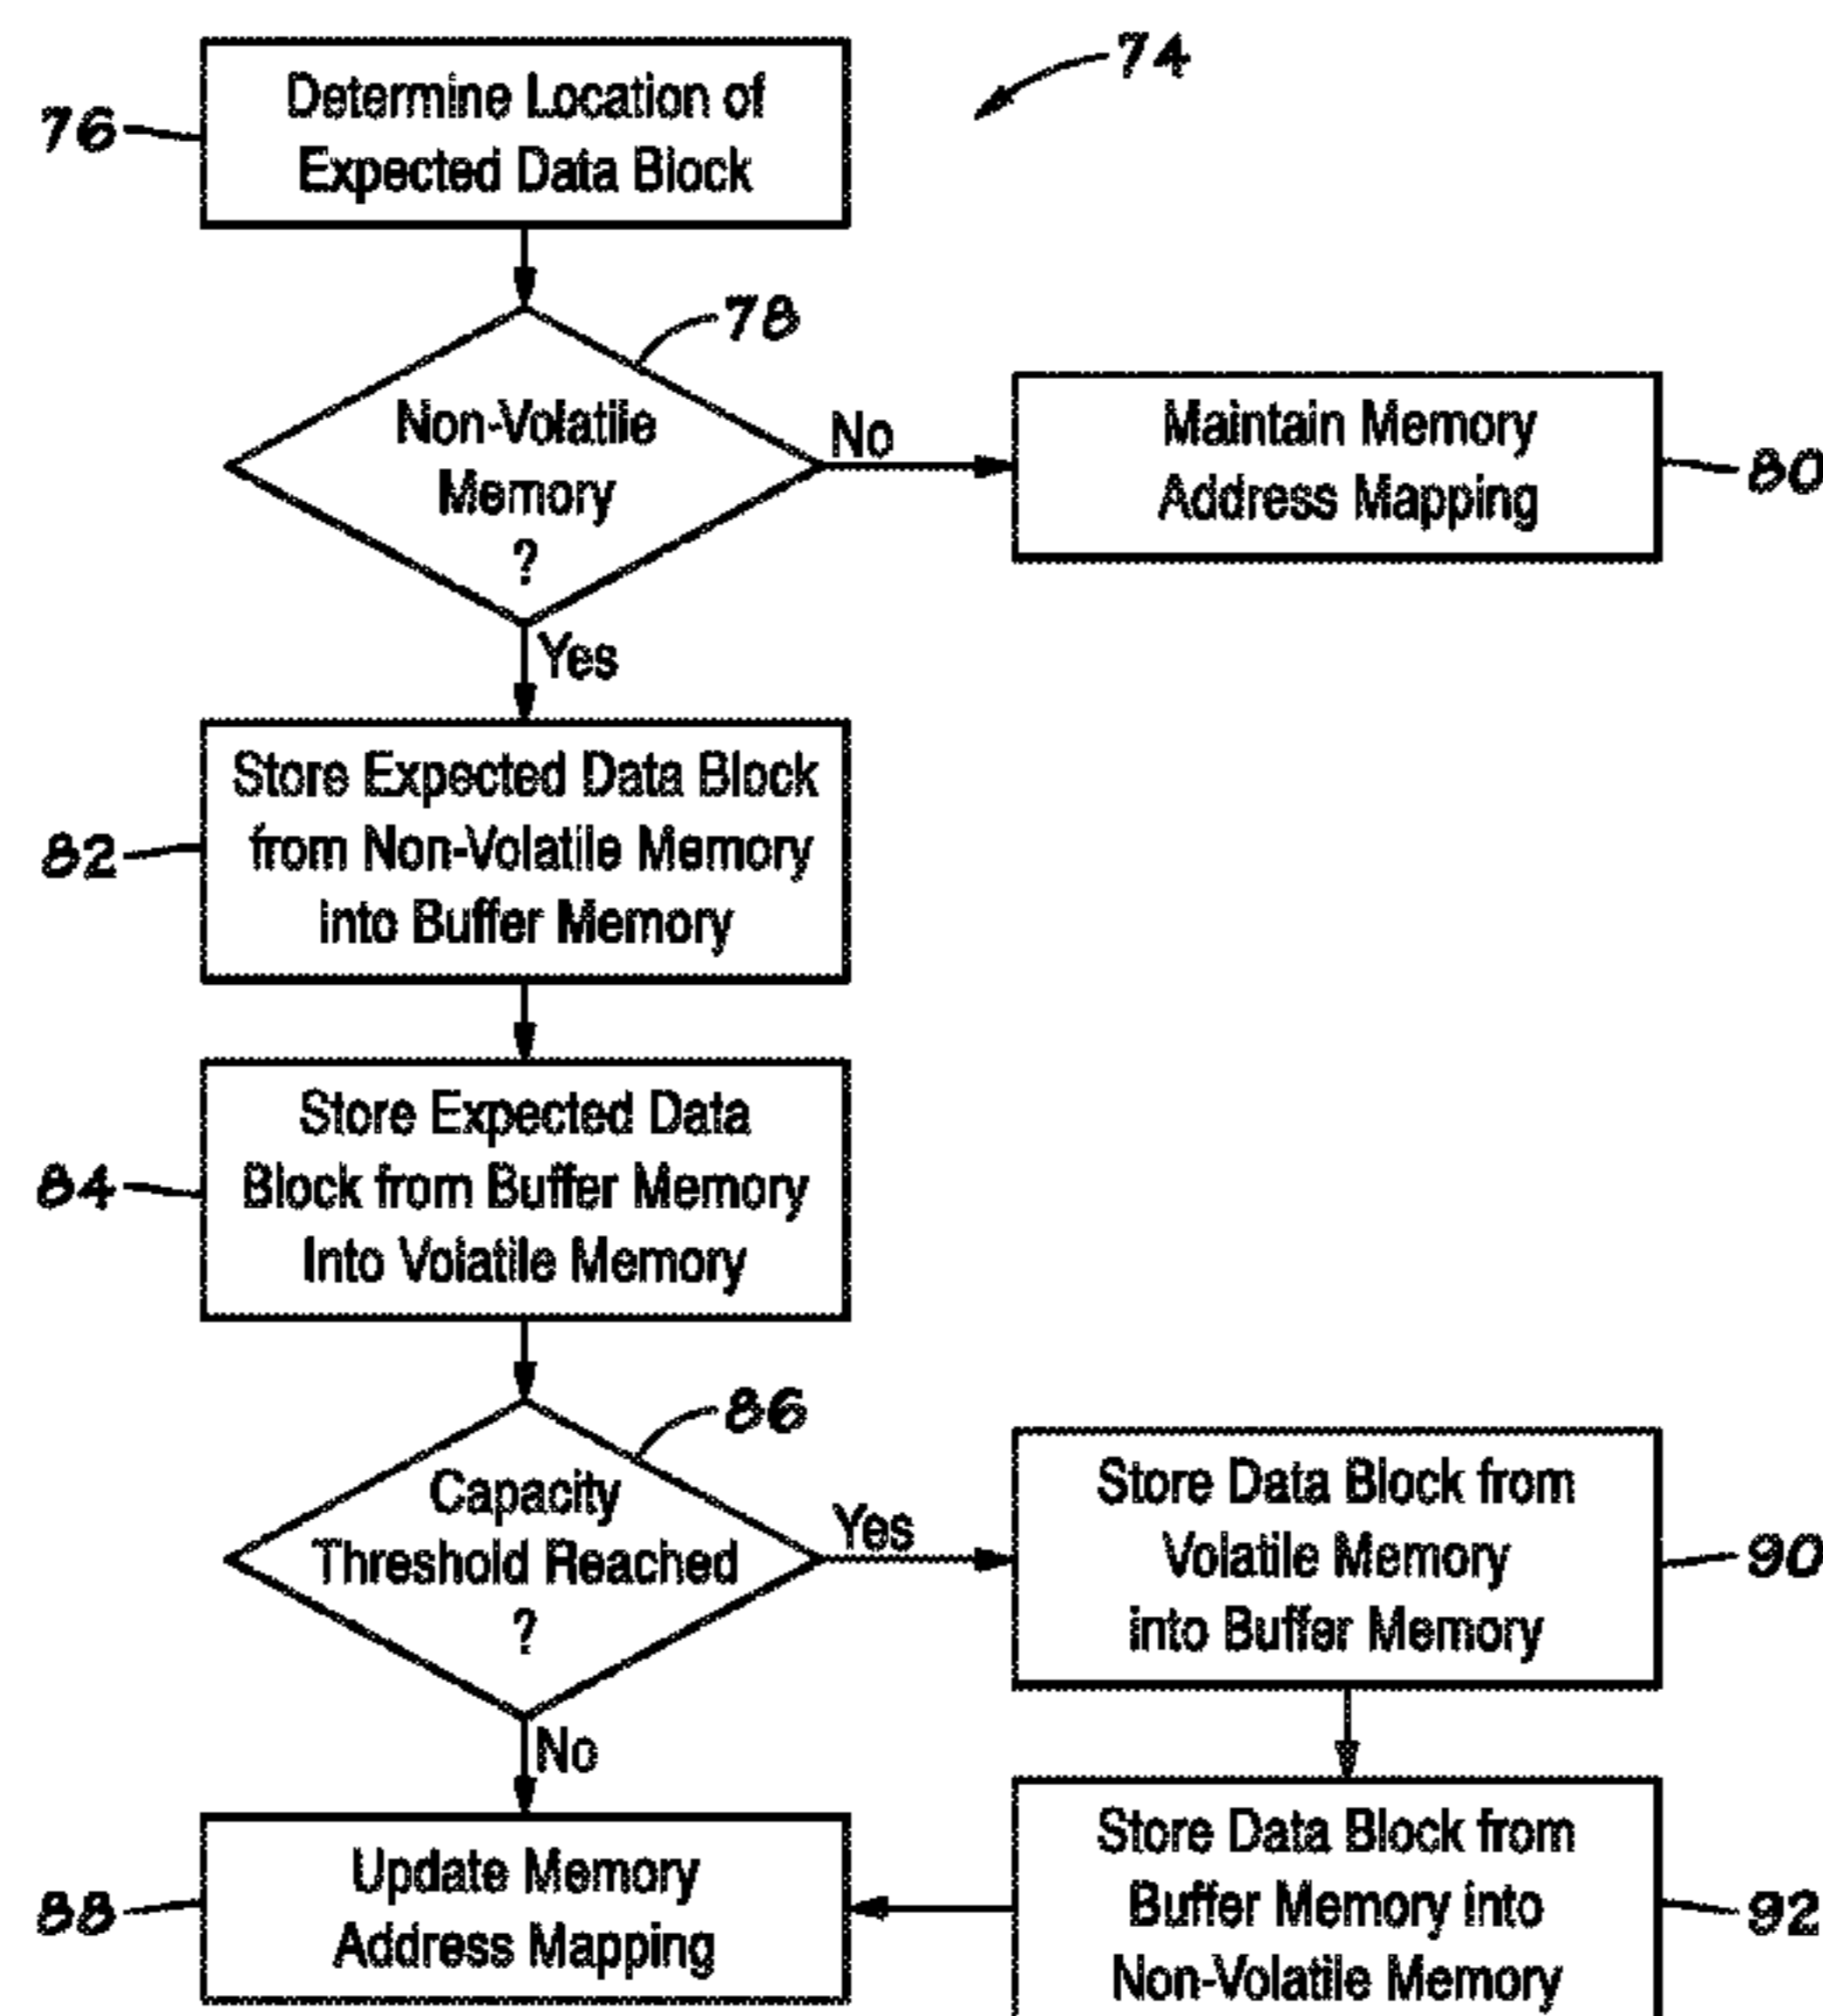 74
76
Determine Location of
Expected Data Block
78
Non-Volatile
Memory
?
No
Maintain Memory
Address Mapping
80
Yes
82
Store Expected Data Block
from Non-Volatile Memory
into Buffer Memory
84
Store Expected Data
Block from Buffer Memory
Into Volatile Memory
86
Capacity
Threshold Reached
?
Yes
Store Data Block from
Volatile Memory
into Buffer Memory
90
No
88
Update Memory
Address Mapping
Store Data Block from
Buffer Memory into
Non-Volatile Memory
92